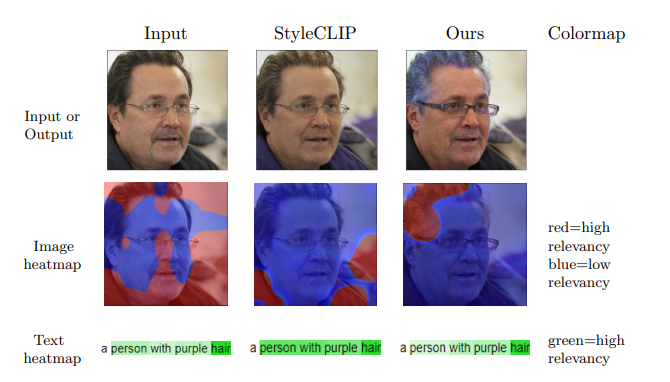 Input StyleCLIP Ours Colormap
Input or
Output
Image
heatmap
red=high
relevancy
blue=low
relevancy
Text
heatmap
a person with purple hair
a person with purple hair
a person with purple hair
green=high
relevancy